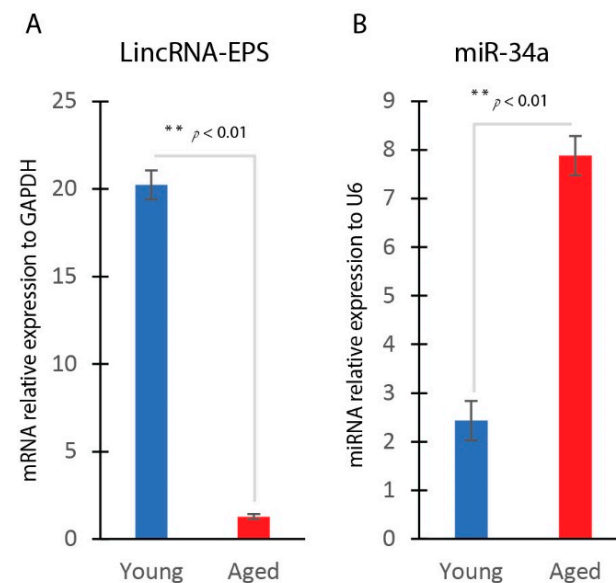 A
LincRNA-EPS
mRNA relative expression to GAPDH
25
20
15
10
5
0
** p < 0.01
Young Aged
B
miR-34a
miRNA relative expression to U6
9
8
7
6
5
4
3
2
1
0
** p < 0.01
Young Aged